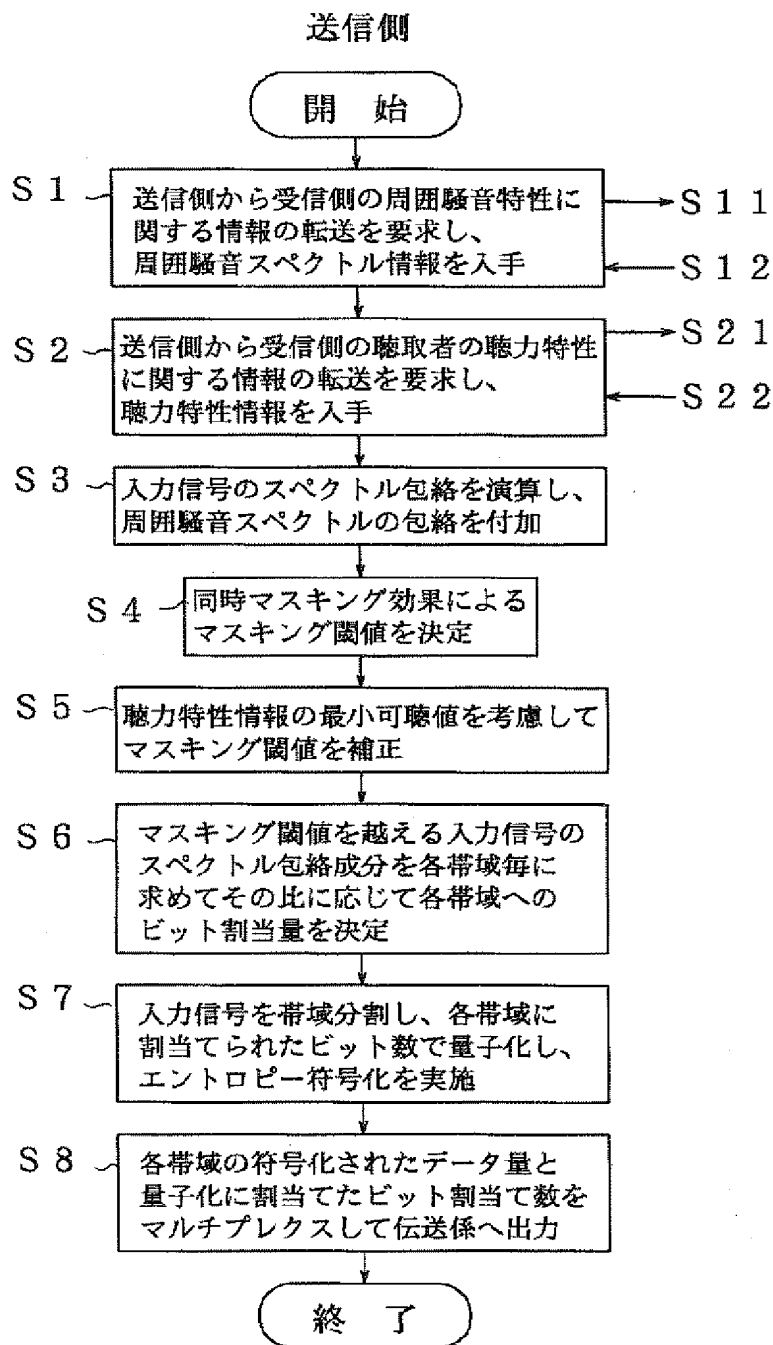 送信側
開 始
S1
送信側から受信側の周囲騒音特性に
関する情報の転送を要求し、
周囲騒音スペクトル情報を入手
S11
S12
S2
送信側から受信側の聴取者の聴力特性
に関する情報の転送を要求し、
聴力特性情報を入手
S21
S22
S3
入力信号のスペクトル包絡を演算し、
周囲騒音スペクトルの包絡を付加
S4
同時マスキング効果による
マスキング閾値を決定
S5
聴力特性情報の最小可聴値を考慮して
マスキング閾値を補正
S6
マスキング閾値を越える入力信号の
スペクトル包絡成分を各帯域毎に
求めてその比に応じて各帯域への
ビット割当量を決定
S7
入力信号を帯域分割し、各帯域に
割当てられたビット数で量子化し、
エントロピー符号化を実施
S8
各帯域の符号化されたデータ量と
量子化に割当てたビット割当て数を
マルチプレクスして伝送係へ出力
終 了